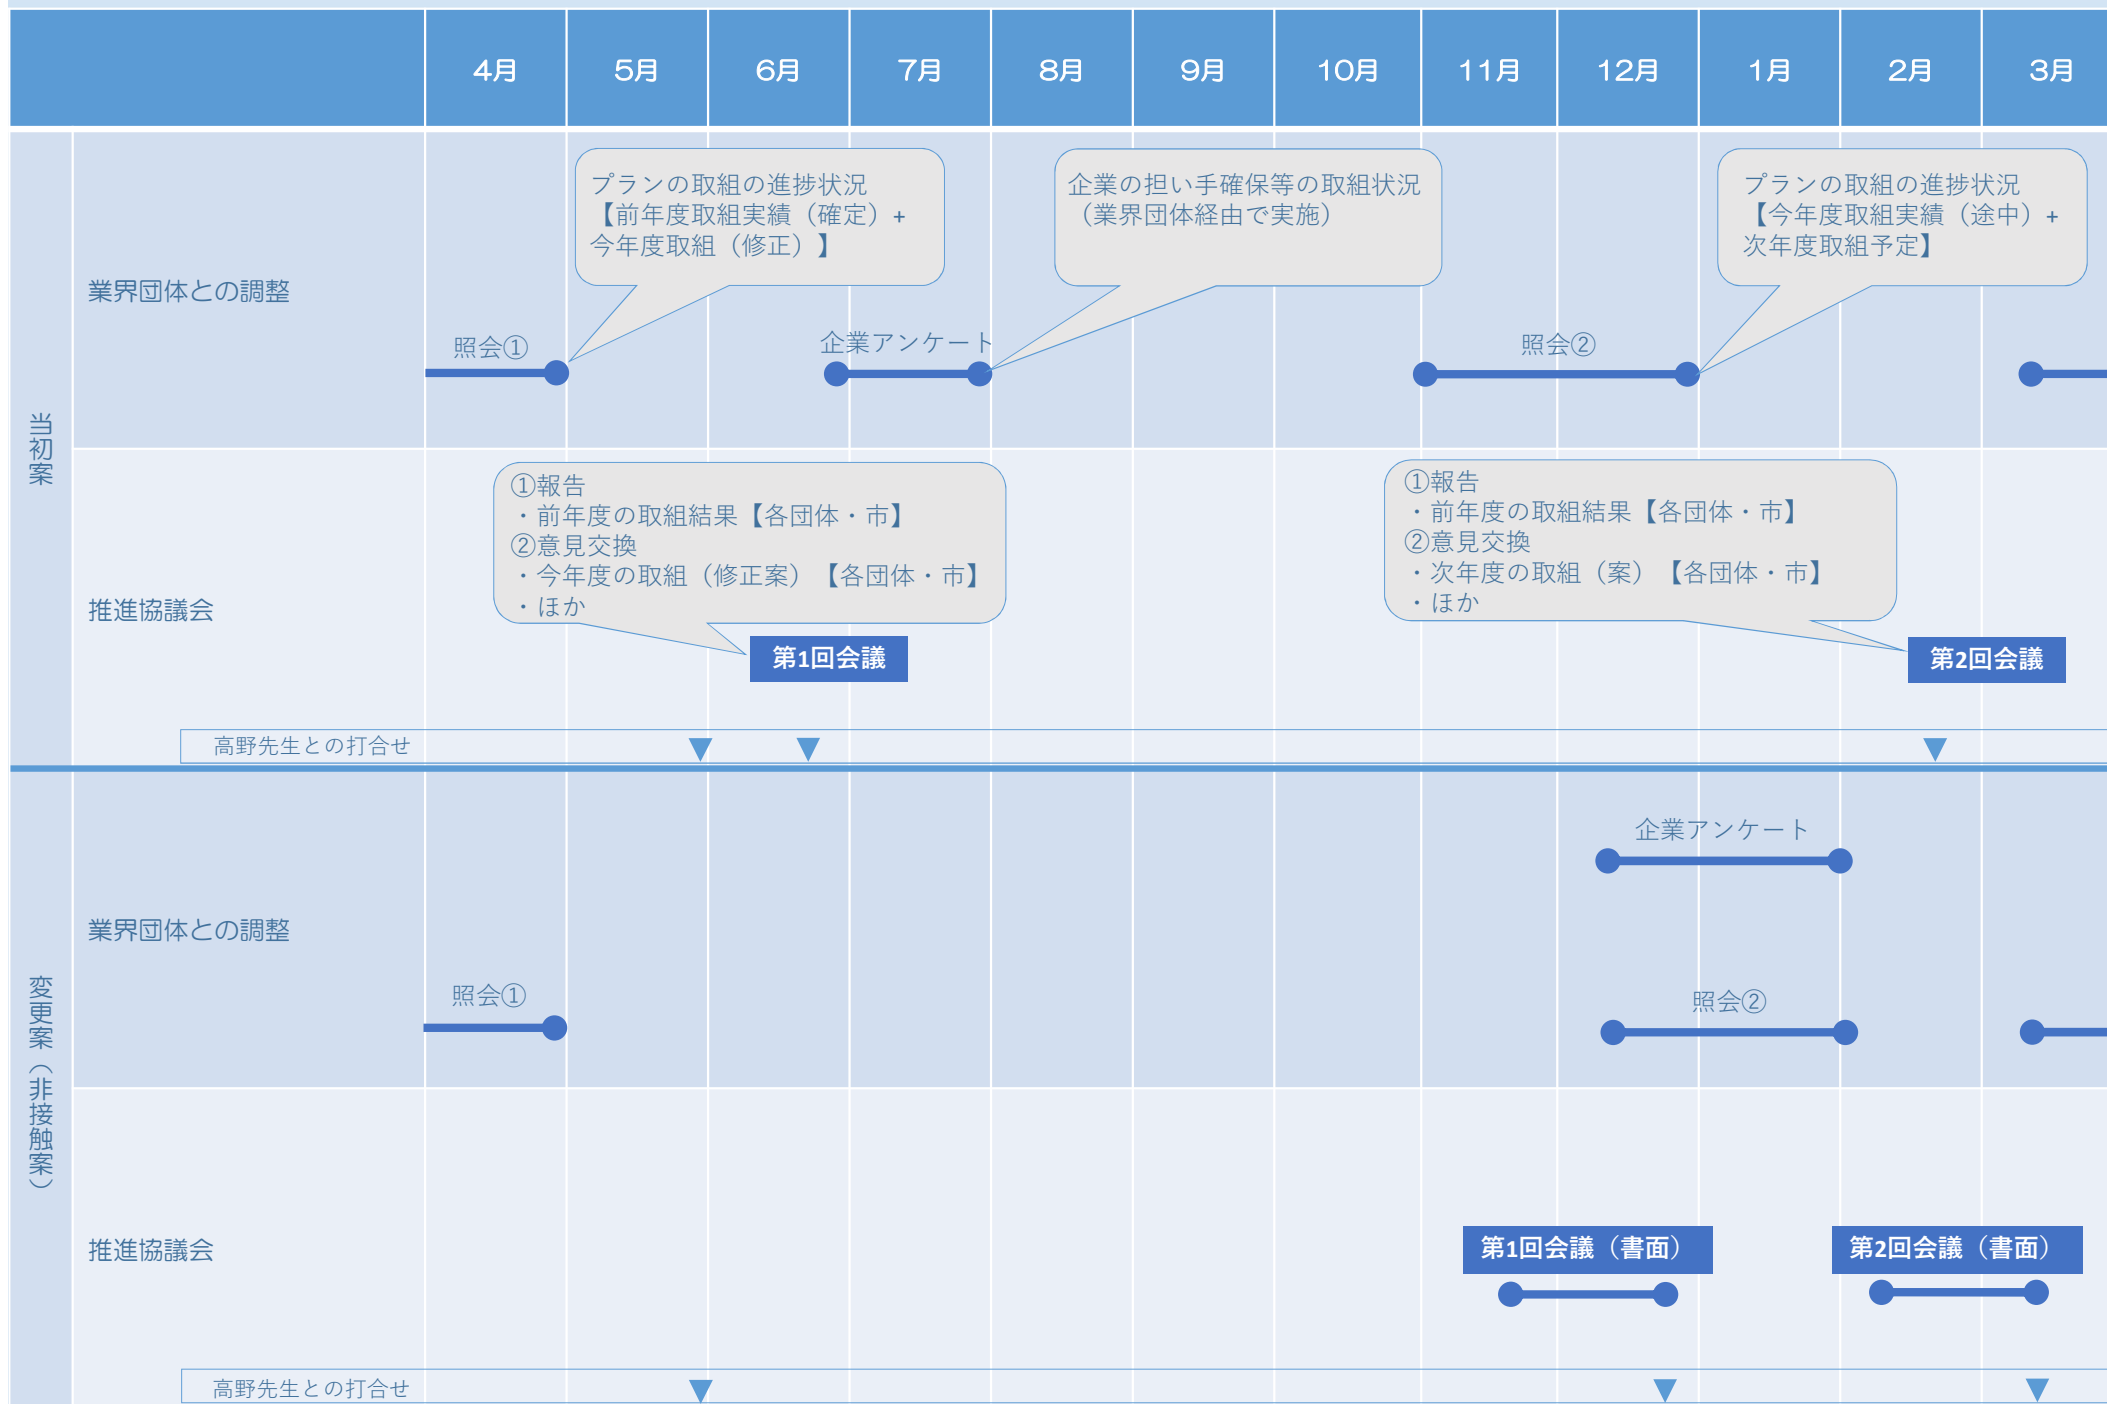 4月 5月 6月 7月 8月 9月 10月 11月 12月 1月 2月 3月
当初案
業界団体との調整
プランの取組の進捗状況
【前年度取組実績（確定）+
今年度取組（修正）】
企業の担い手確保等の取組状況
（業界団体経由で実施）
プランの取組の進捗状況
【今年度取組実績（途中）+
次年度取組予定】
照会①
企業アンケート
照会②
推進協議会
①報告
・前年度の取組結果【各団体・市】
②意見交換
・今年度の取組（修正案）【各団体・市】
・ほか
第1回会議
①報告
・前年度の取組結果【各団体・市】
②意見交換
・次年度の取組（案）【各団体・市】
・ほか
第2回会議
高野先生との打合せ
変更案（非接触案）
業界団体との調整
企業アンケート
照会①
照会②
推進協議会
第1回会議（書面）
第2回会議（書面）
高野先生との打合せ